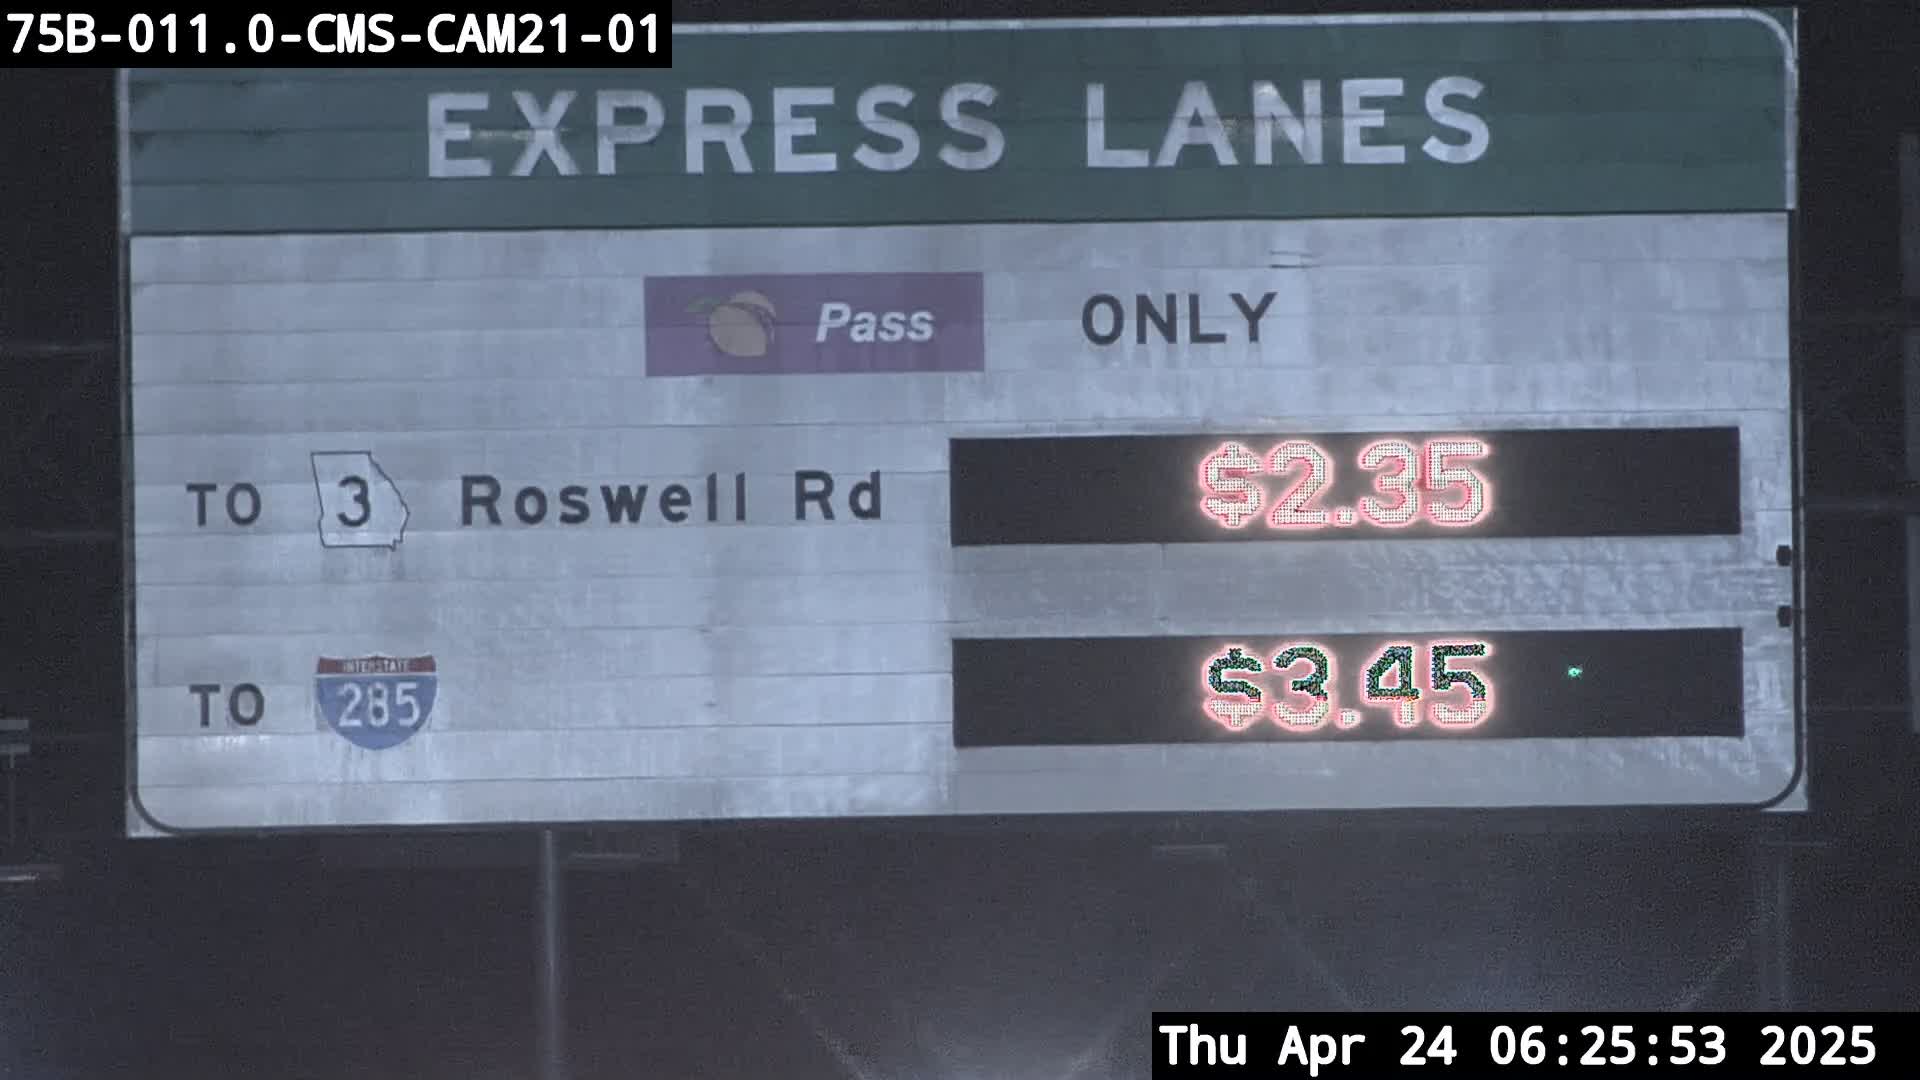 75B-011.0-CMS-CAM21-01
EXPRESS LANES
Pass ONLY
TO 3 Roswell Rd $2.35
INTERSTATE
TO 285 $3.45
Thu Apr 24 06:25:53 2025